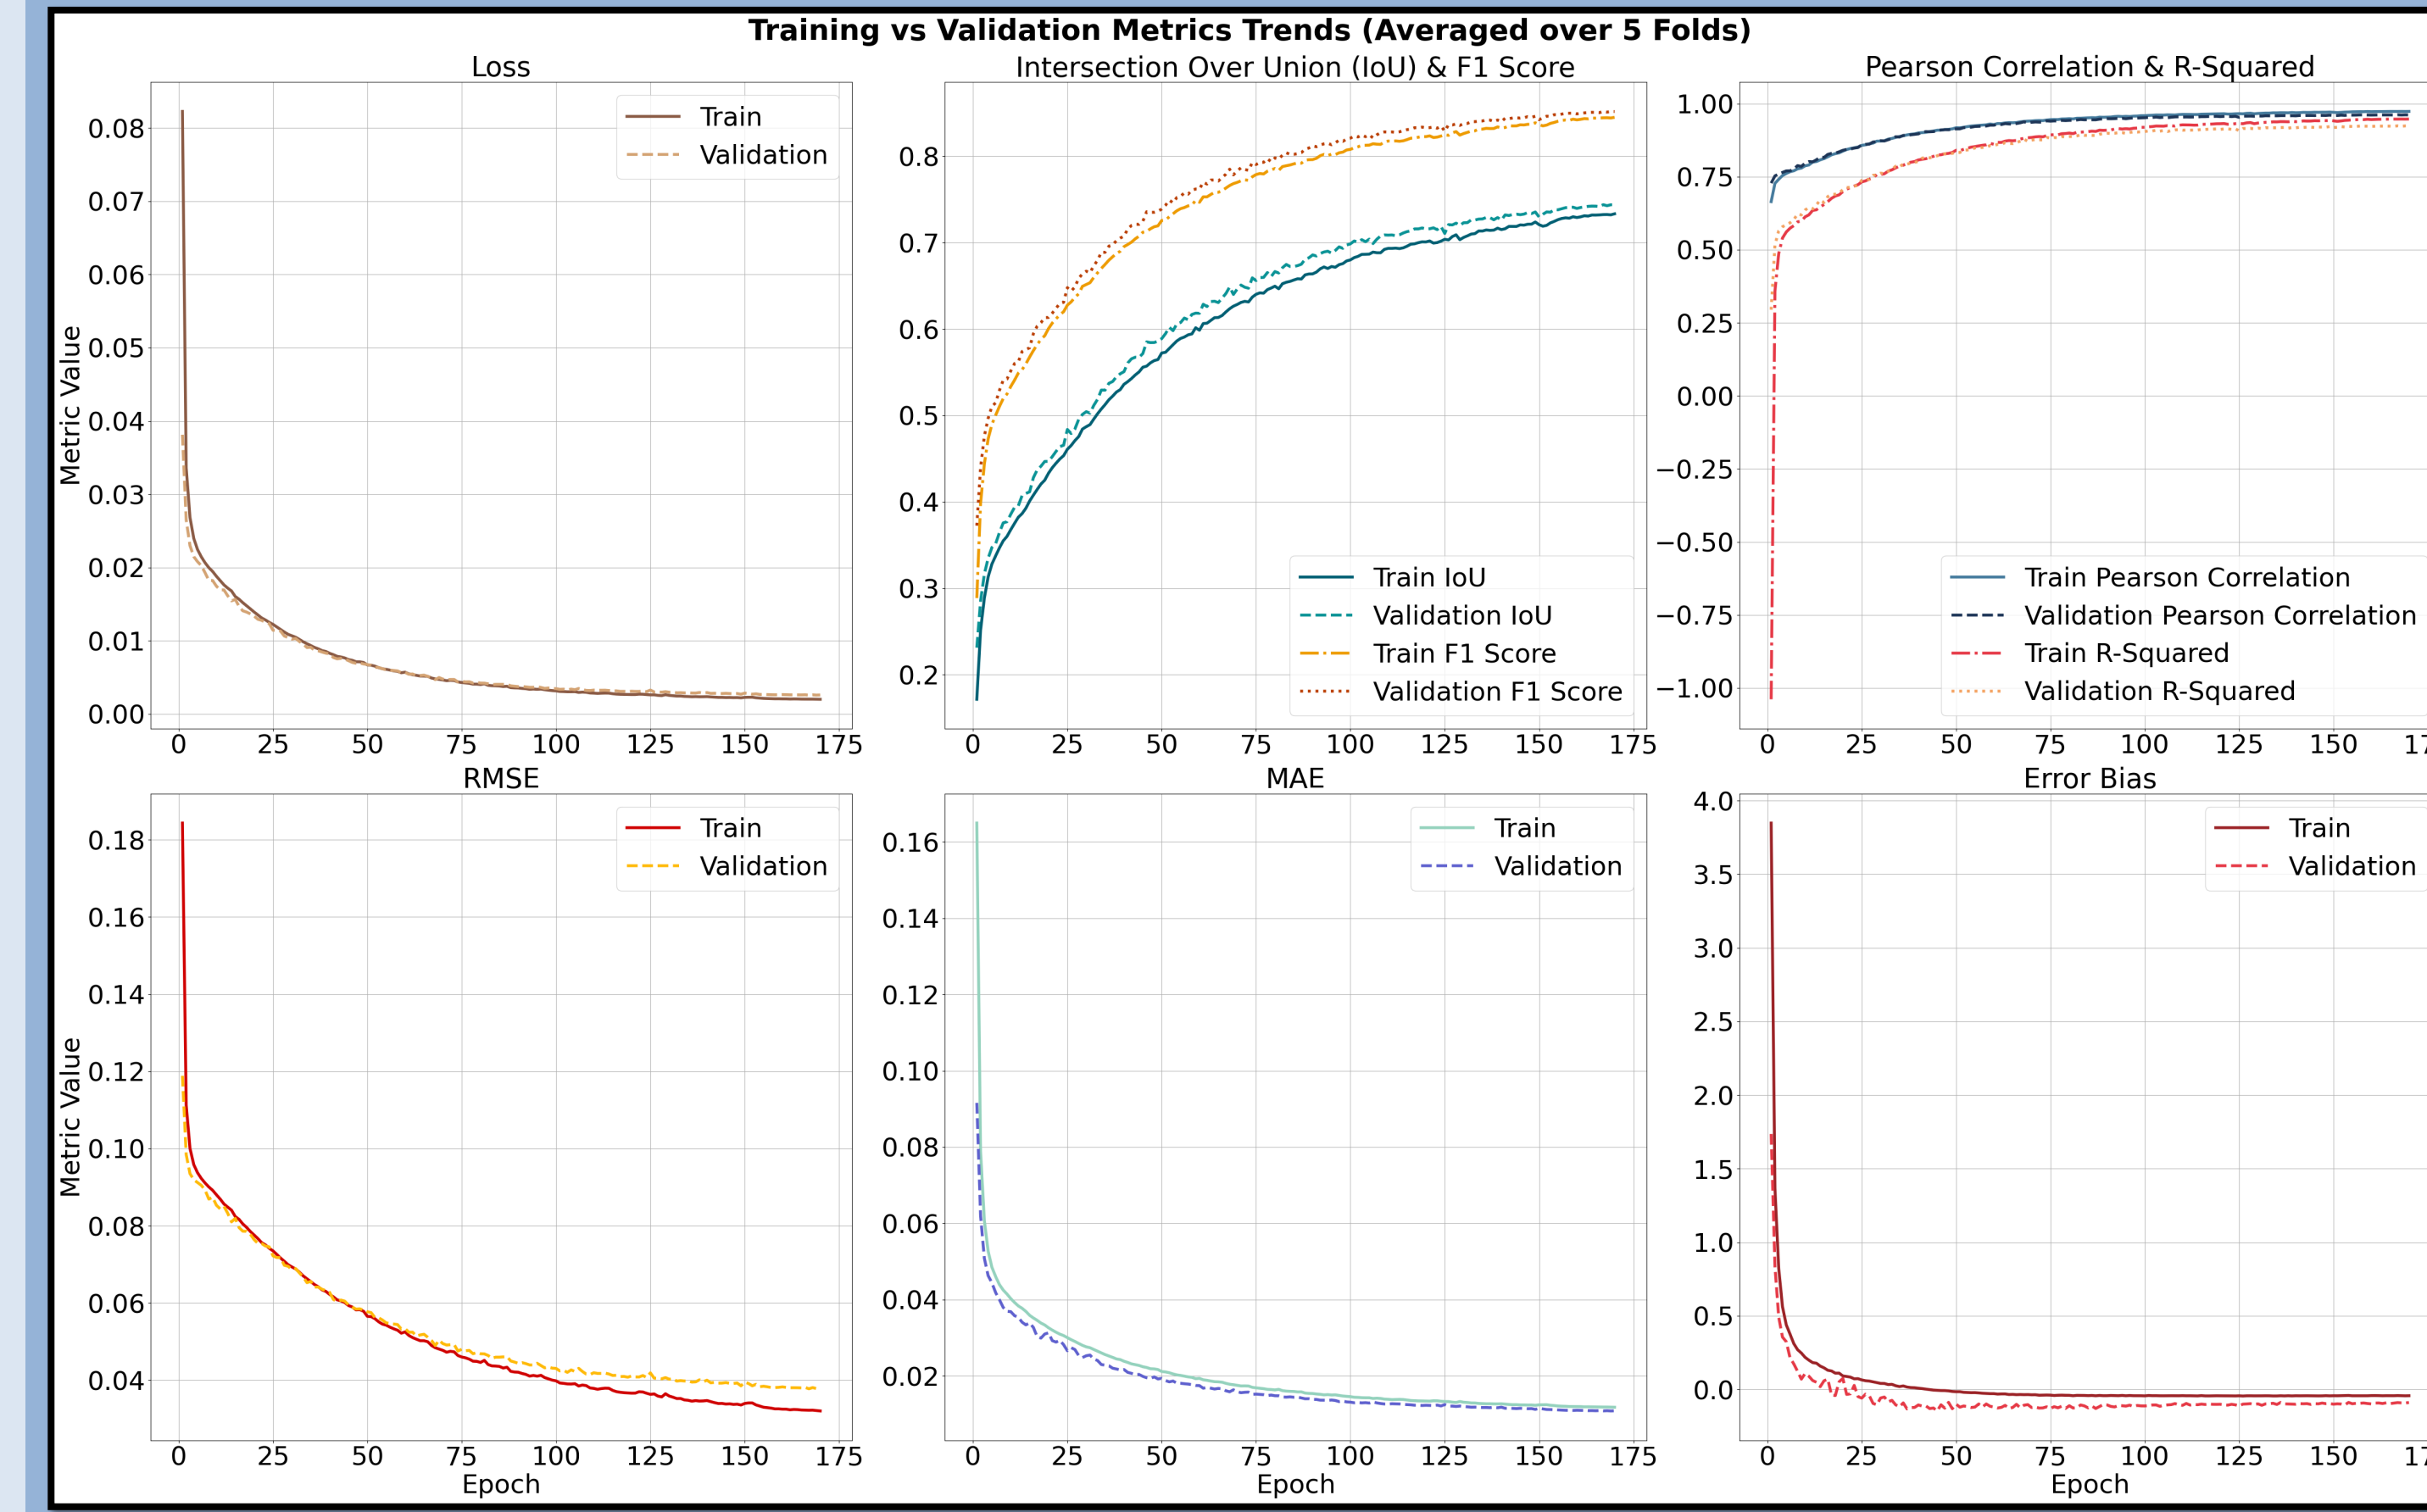 Training vs Validation Metrics Trends (Averaged over 5 Folds)
Loss
Metric Value
0.08
0.07
0.06
0.05
0.04
0.03
0.02
0.01
0.00
Train
Validation
0 25 50 75 100 125 150 175
Intersection Over Union (IoU) & F1 Score
0.8
0.7
0.6
0.5
0.4
0.3
0.2
Train IoU
Validation IoU
Train F1 Score
Validation F1 Score
0 25 50 75 100 125 150 175
Pearson Correlation & R-Squared
1.00
0.75
0.50
0.25
0.00
−0.25
−0.50
−0.75
−1.00
Train Pearson Correlation
Validation Pearson Correlation
Train R-Squared
Validation R-Squared
0 25 50 75 100 125 150
RMSE
Metric Value
0.18
0.16
0.14
0.12
0.10
0.08
0.06
0.04
Train
Validation
0 25 50 75 100 125 150 175
Epoch
MAE
0.16
0.14
0.12
0.10
0.08
0.06
0.04
0.02
Train
Validation
0 25 50 75 100 125 150 175
Epoch
Error Bias
4.0
3.5
3.0
2.5
2.0
1.5
1.0
0.5
0.0
Train
Validation
0 25 50 75 100 125 150
Epoch